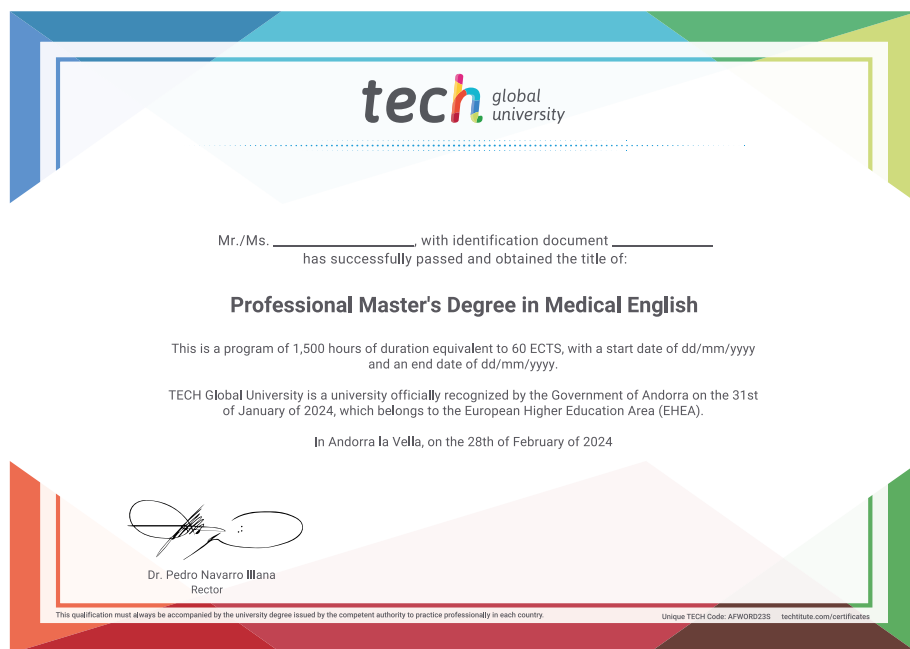 tech global
university
Mr./Ms. ____________________, with identification document ______________
has successfully passed and obtained the title of:
Professional Master's Degree in Medical English
This is a program of 1,500 hours of duration equivalent to 60 ECTS, with a start date of dd/mm/yyyy
and an end date of dd/mm/yyyy.
TECH Global University is a university officially recognized by the Government of Andorra on the 31st
of January of 2024, which belongs to the European Higher Education Area (EHEA).
In Andorra la Vella, on the 28th of February of 2024
Dr. Pedro Navarro Illana
Rector
This qualification must always be accompanied by the university degree issued by the competent authority to practice professionally in each country.
Unique TECH Code: AFWORD23S techtitute.com/certificates